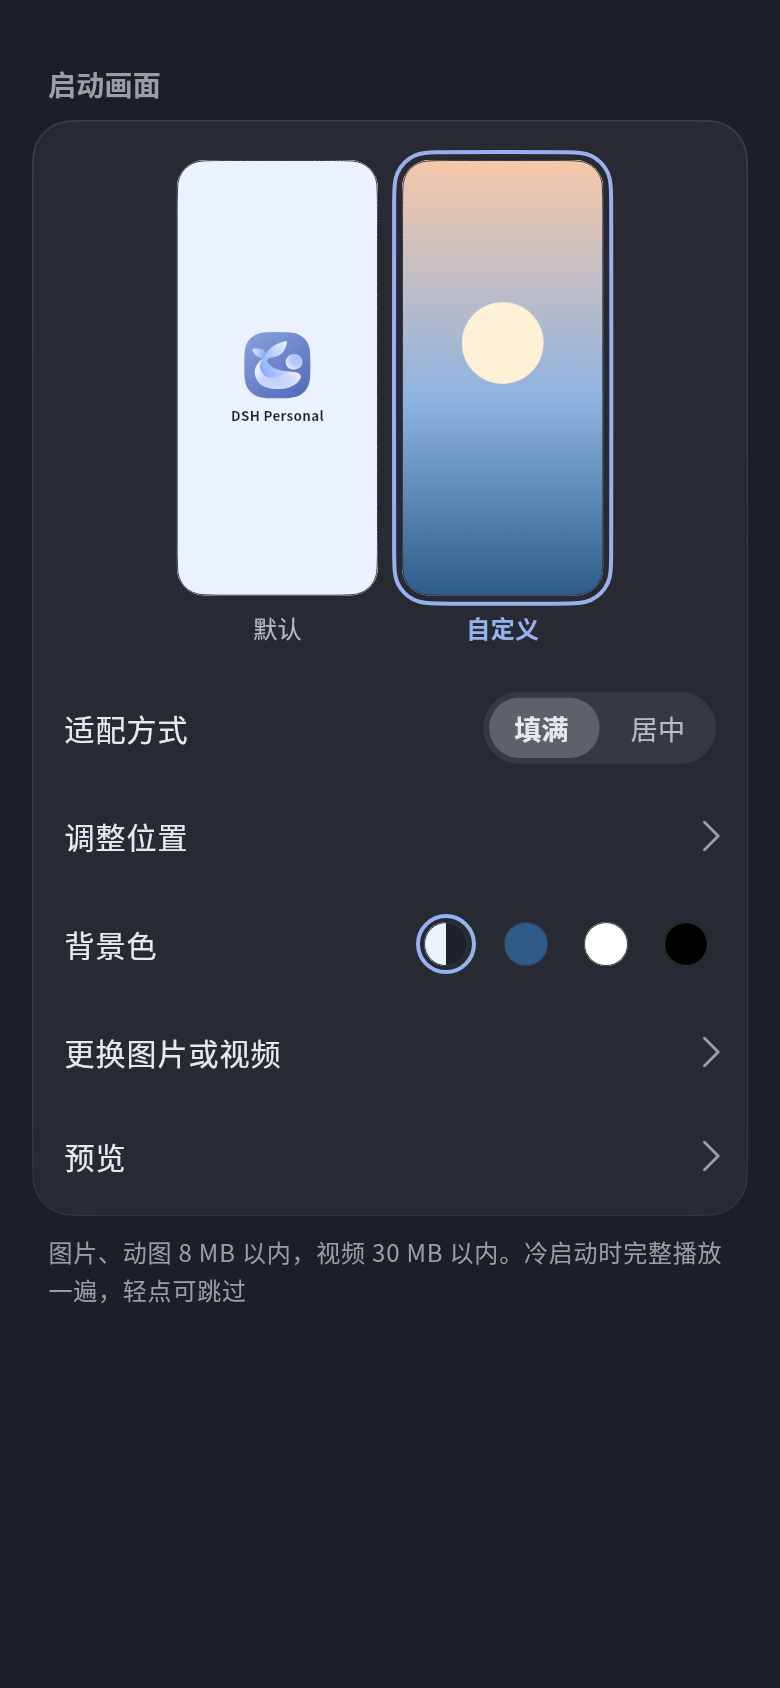 启动画面
DSH Personal
默认
自定义
适配方式
填满
居中
调整位置
背景色
更换图片或视频
预览
图片、动图 8 MB 以内，视频 30 MB 以内。冷启动时完整播放
一遍，轻点可跳过